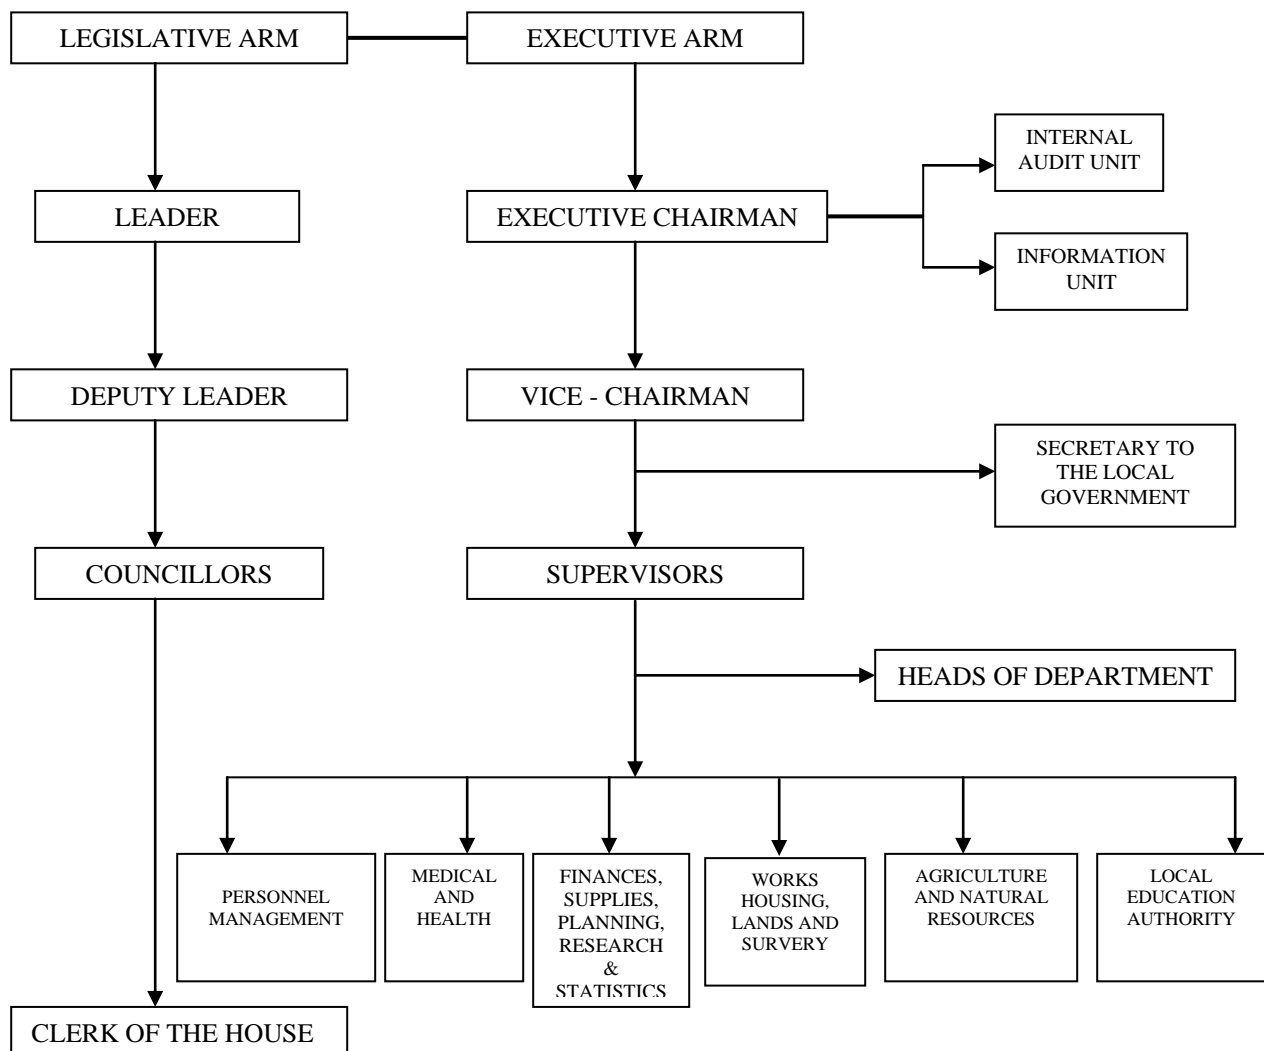 LEGISLATIVE ARM
EXECUTIVE ARM
INTERNAL
AUDIT UNIT
LEADER
EXECUTIVE CHAIRMAN
INFORMATION
UNIT
DEPUTY LEADER
VICE - CHAIRMAN
SECRETARY TO
THE LOCAL
GOVERNMENT
COUNCILLORS
SUPERVISORS
HEADS OF DEPARTMENT
PERSONNEL
MANAGEMENT
MEDICAL
AND
HEALTH
FINANCES,
SUPPLIES,
PLANNING,
RESEARCH
&
STATISTICS
WORKS
HOUSING,
LANDS AND
SURVERY
AGRICULTURE
AND NATURAL
RESOURCES
LOCAL
EDUCATION
AUTHORITY
CLERK OF THE HOUSE